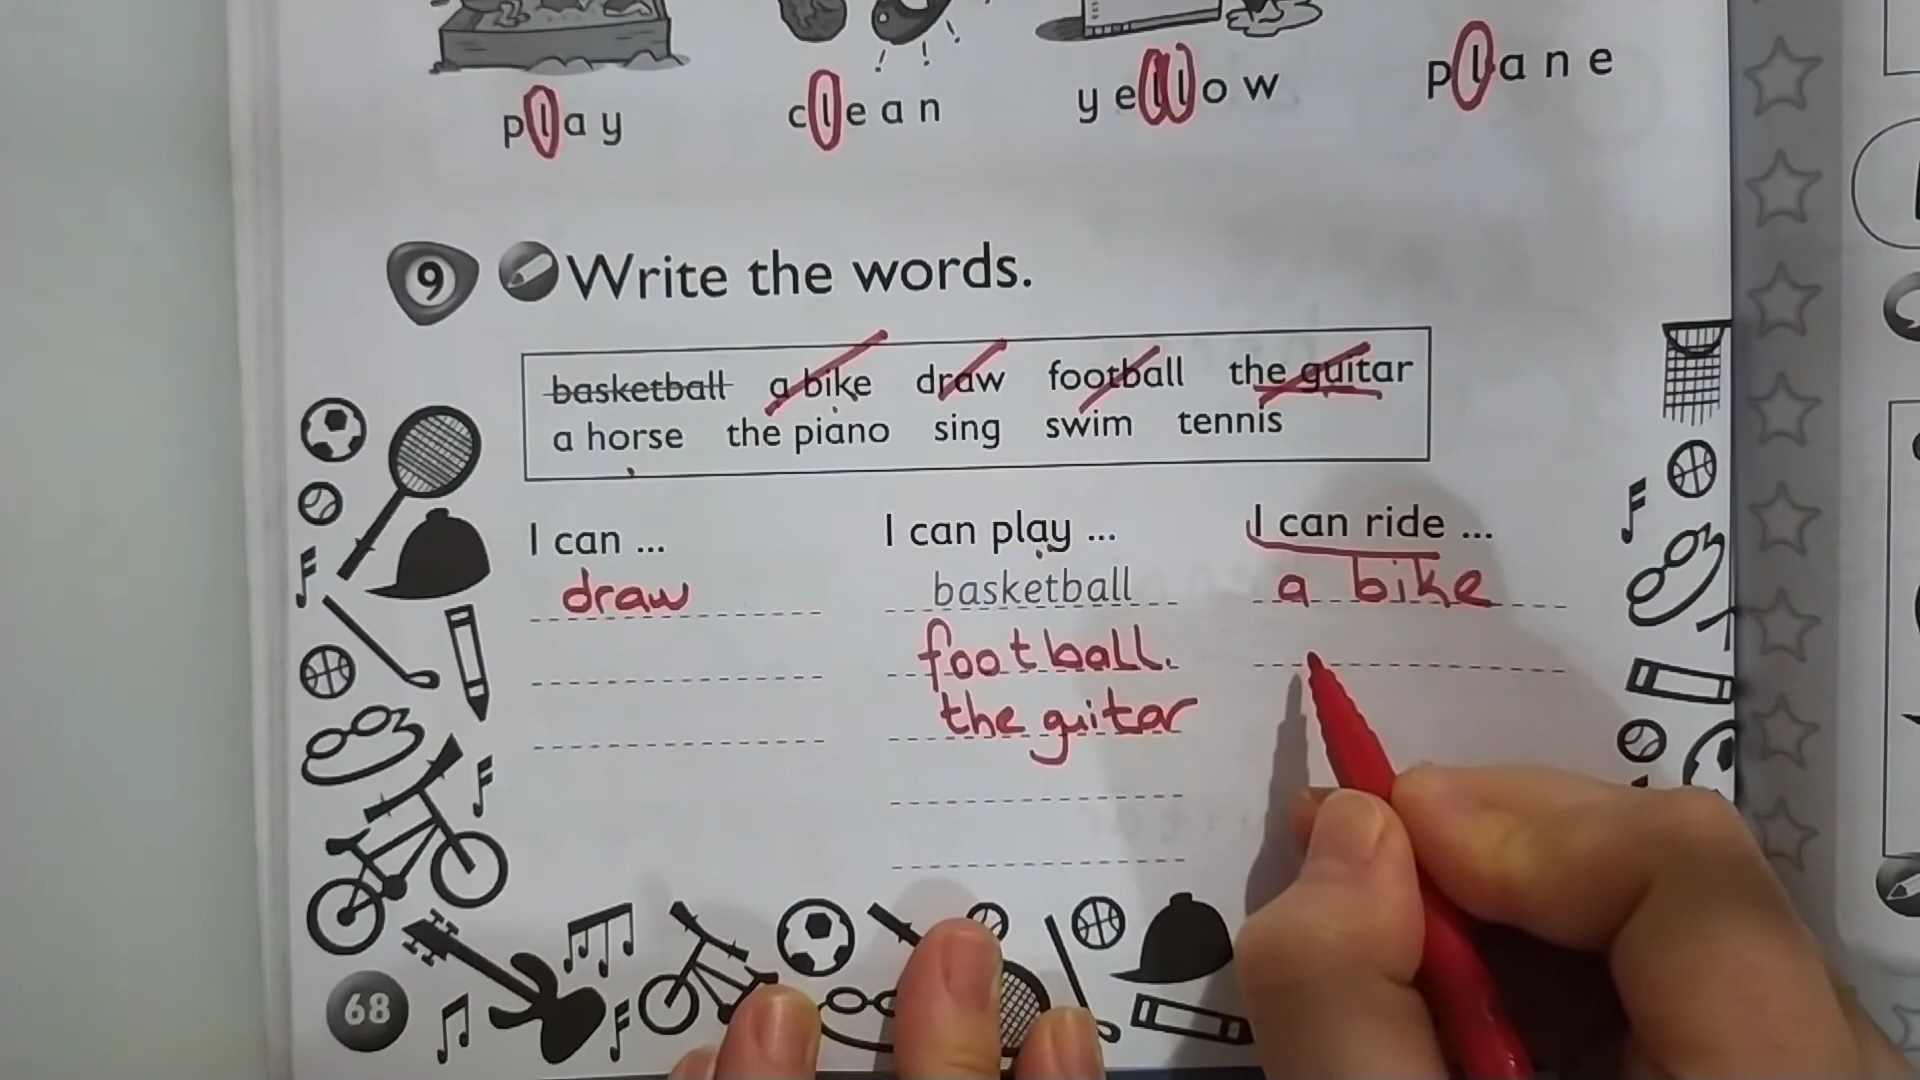 play clean yellow plane
9 Write the words.
basketball a bike draw football the guitar
a horse the piano sing swim tennis
I can ... I can play ... I can ride ...
draw basketball a bike
football.
the guitar
68